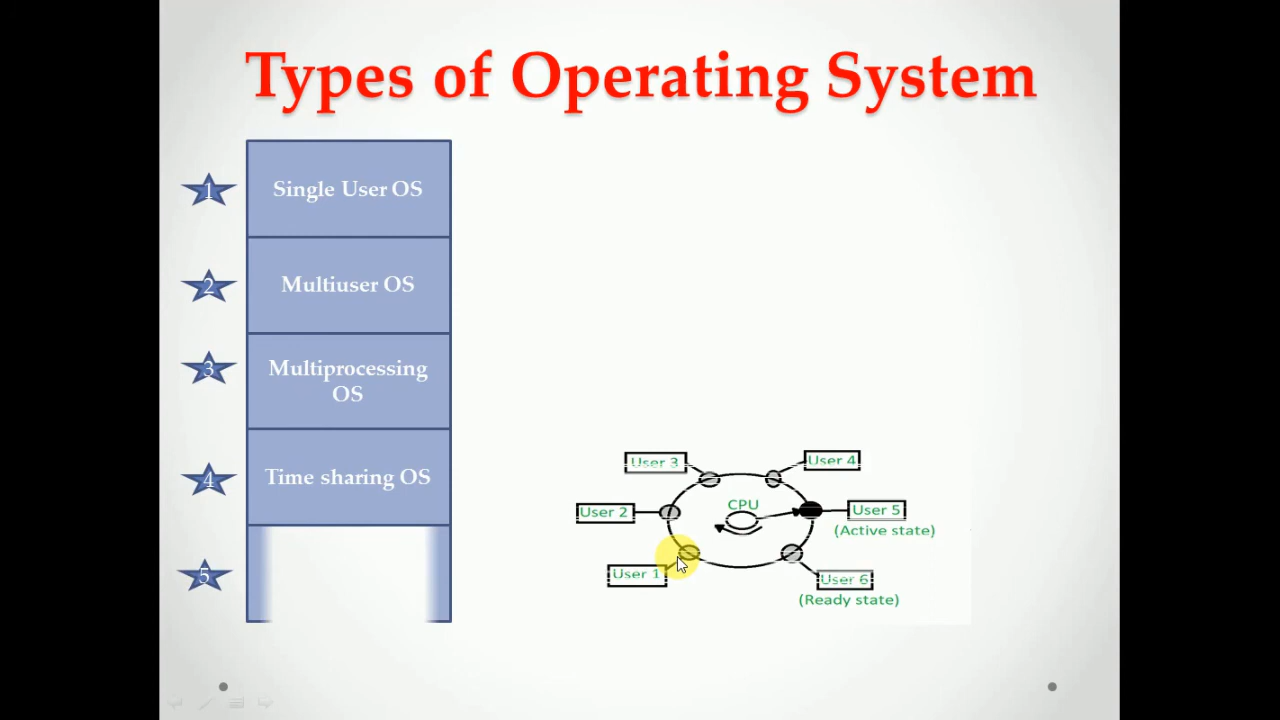 Types of Operating System
1
Single User OS
2
Multiuser OS
3
Multiprocessing
OS
4
Time sharing OS
5
User 3
User 4
User 2
CPU
User 5
(Active state)
User 1
User 6
(Ready state)